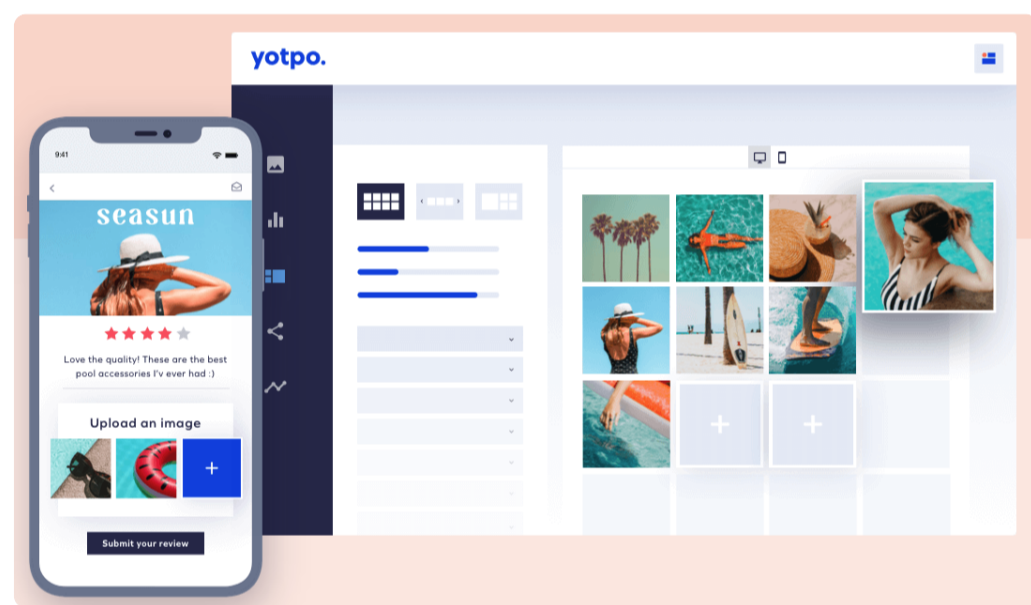 yotpo.
9:41
seasun
Love the quality! These are the best
pool accessories I'v ever had :)
Upload an image
Submit your review